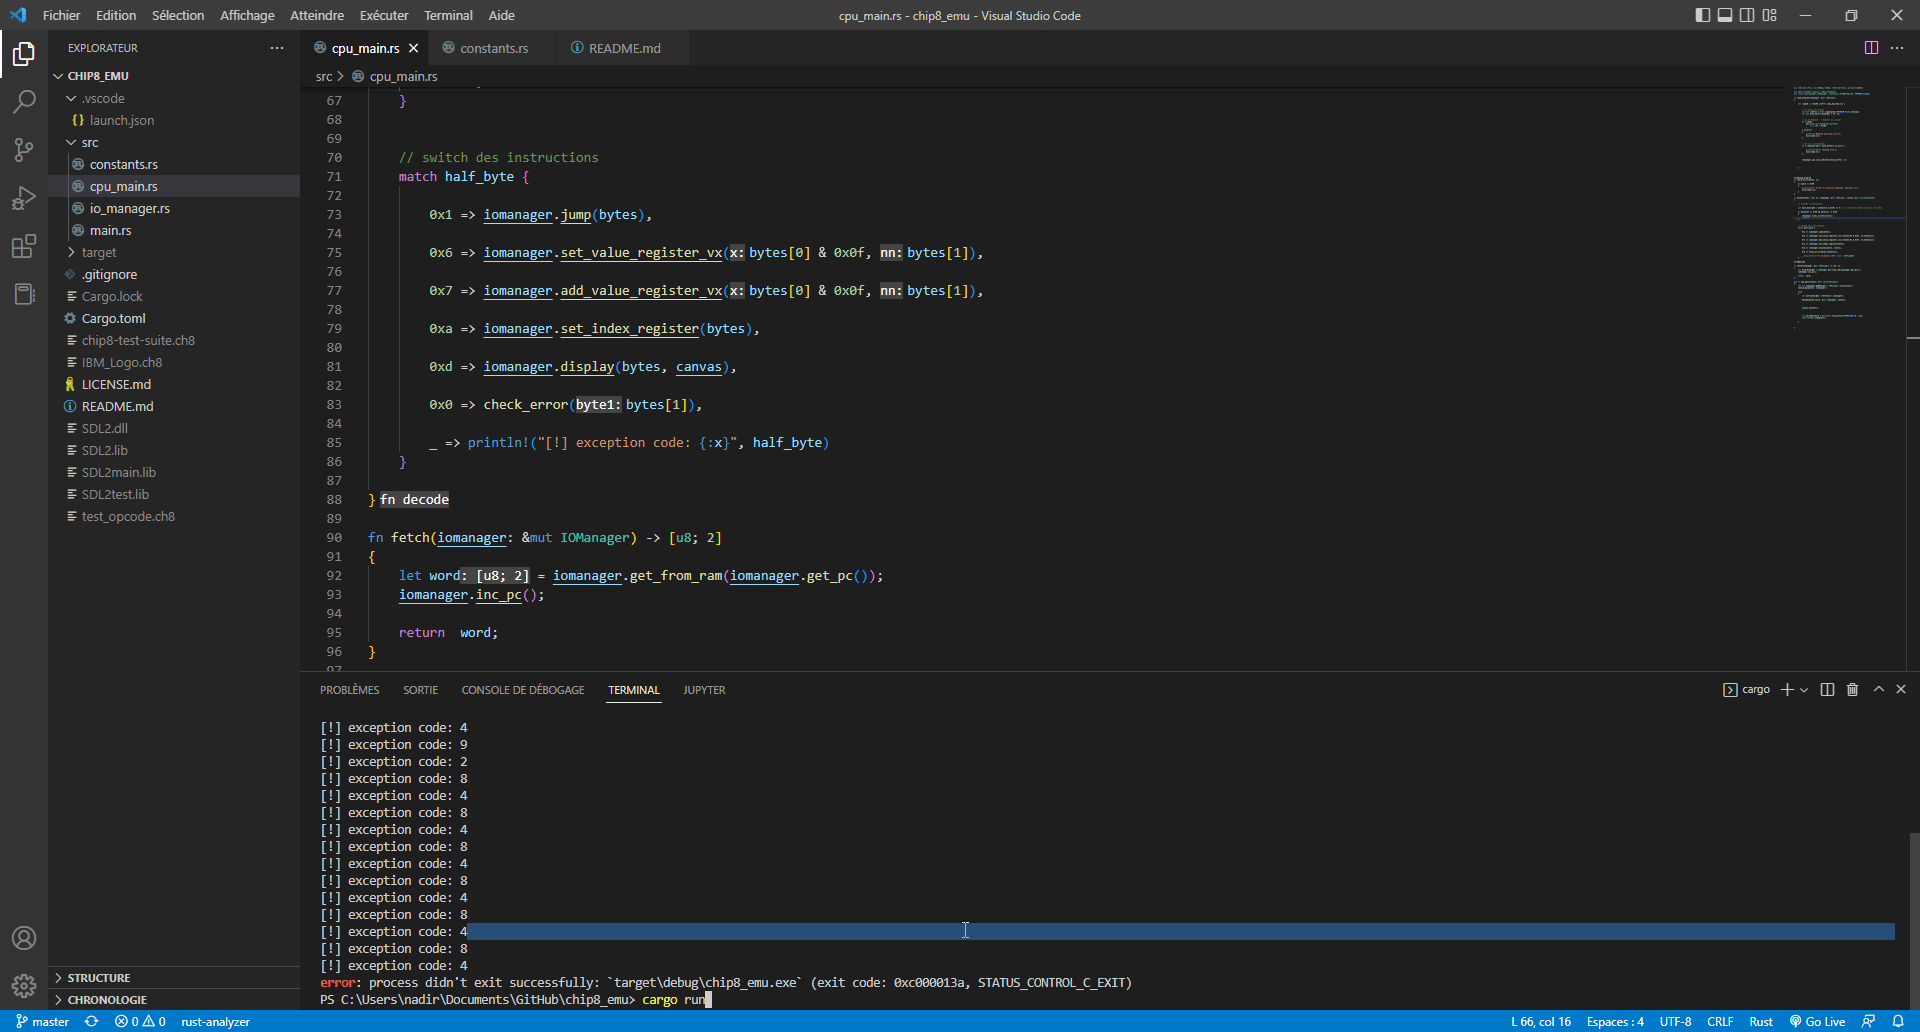 Fichier Edition Sélection Affichage Atteindre Exécuter Terminal Aide
cpu_main.rs - chip8_emu - Visual Studio Code
EXPLORATEUR
CHIP8_EMU
.vscode
launch.json
src
constants.rs
cpu_main.rs
io_manager.rs
main.rs
target
.gitignore
Cargo.lock
Cargo.toml
chip8-test-suite.ch8
IBM_Logo.ch8
LICENSE.md
README.md
SDL2.dll
SDL2.lib
SDL2main.lib
SDL2test.lib
test_opcode.ch8
STRUCTURE
CHRONOLOGIE
cpu_main.rs constants.rs README.md
src > cpu_main.rs
67 }
68
69
70 // switch des instructions
71 match half_byte {
72
73 0x1 => iomanager.jump(bytes),
74
75 0x6 => iomanager.set_value_register_vx(x: bytes[0] & 0x0f, nn: bytes[1]),
76
77 0x7 => iomanager.add_value_register_vx(x: bytes[0] & 0x0f, nn: bytes[1]),
78
79 0xa => iomanager.set_index_register(bytes),
80
81 0xd => iomanager.display(bytes, canvas),
82
83 0x0 => check_error(byte1: bytes[1]),
84
85 _ => println!("[!] exception code: {:x}", half_byte)
86 }
87
88 } fn decode
89
90 fn fetch(iomanager: &mut IOManager) -> [u8; 2]
91 {
92 let word: [u8; 2] = iomanager.get_from_ram(iomanager.get_pc());
93 iomanager.inc_pc();
94
95 return word;
96 }
97
PROBLÈMES SORTIE CONSOLE DE DÉBOGAGE TERMINAL JUPYTER
cargo
[!] exception code: 4
[!] exception code: 9
[!] exception code: 2
[!] exception code: 8
[!] exception code: 4
[!] exception code: 8
[!] exception code: 4
[!] exception code: 8
[!] exception code: 4
[!] exception code: 8
[!] exception code: 4
[!] exception code: 8
[!] exception code: 4
[!] exception code: 8
[!] exception code: 4
error: process didn't exit successfully: `target\debug\chip8_emu.exe` (exit code: 0xc000013a, STATUS_CONTROL_C_EXIT)
PS C:\Users\nadir\Documents\GitHub\chip8_emu> cargo run
master 0 0 rust-analyzer
L 66, col 16 Espaces : 4 UTF-8 CRLF Rust Go Live